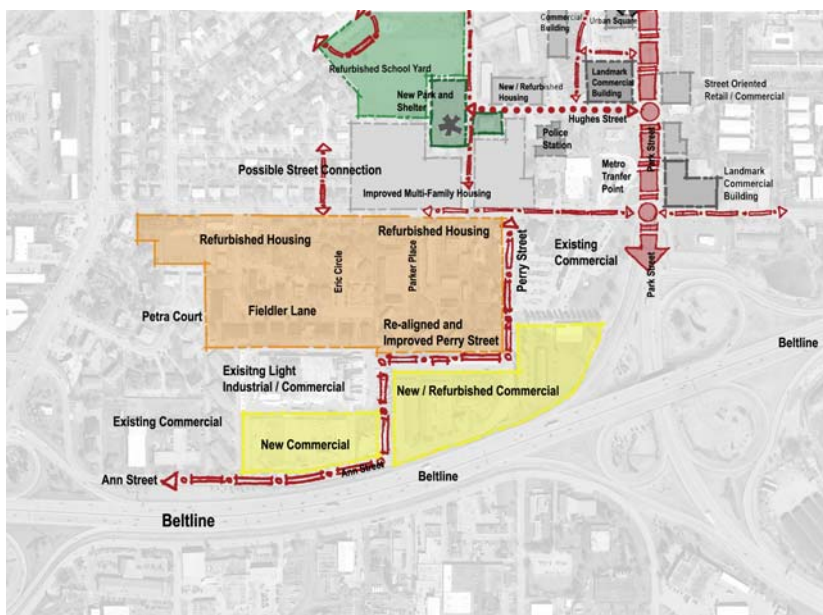 Commercial
Building
Urban Square
Refurbished School Yard
Landmark
Commercial
Building
Street Oriented
Retail / Commercial
New Park and
Shelter
New / Refurbished
Housing
Hughes Street
Police
Station
Park Street
Possible Street Connection
Metro
Tranfer
Point
Landmark
Commercial
Building
Improved Multi-Family Housing
Refurbished Housing
Refurbished Housing
Existing
Commercial
Eric Circle
Parker Place
Perry Street
Park Street
Petra Court
Fieldler Lane
Re-aligned and
Improved Perry Street
Beltline
Exisitng Light
Industrial / Commercial
New / Refurbished Commercial
Existing Commercial
New Commercial
Ann Street
Ann Street
Beltline
Beltline